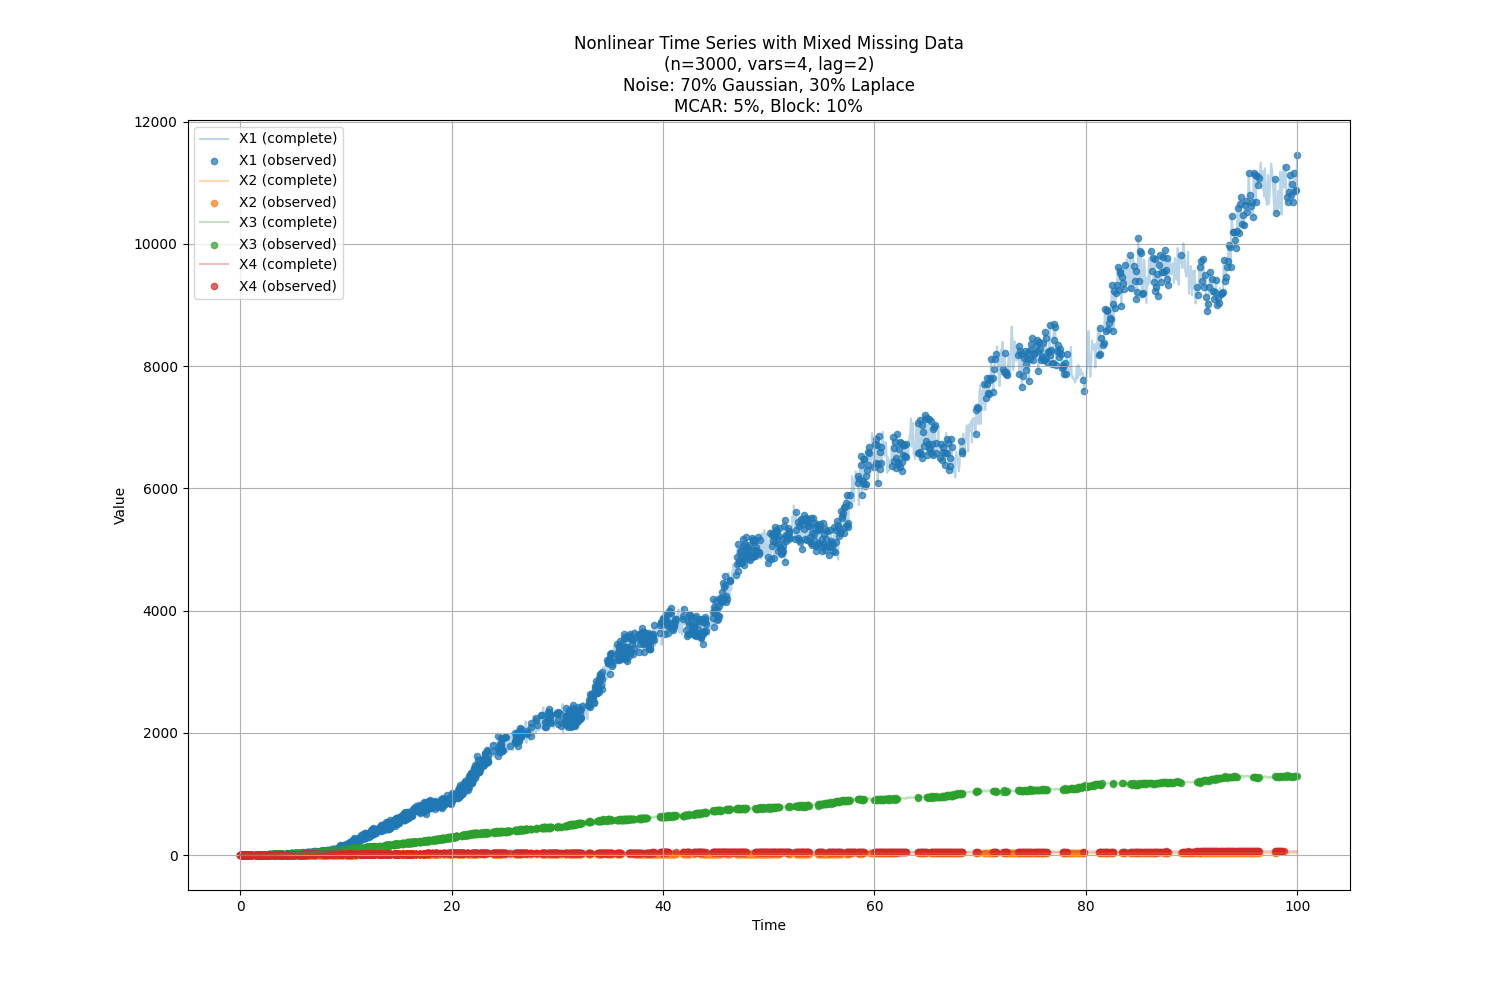 Nonlinear Time Series with Mixed Missing Data
(n=3000, vars=4, lag=2)
Noise: 70% Gaussian, 30% Laplace
MCAR: 5%, Block: 10%
X1 (complete)
X1 (observed)
X2 (complete)
X2 (observed)
X3 (complete)
X3 (observed)
X4 (complete)
X4 (observed)
12000
10000
8000
6000
4000
2000
0
Value
0 20 40 60 80 100
Time